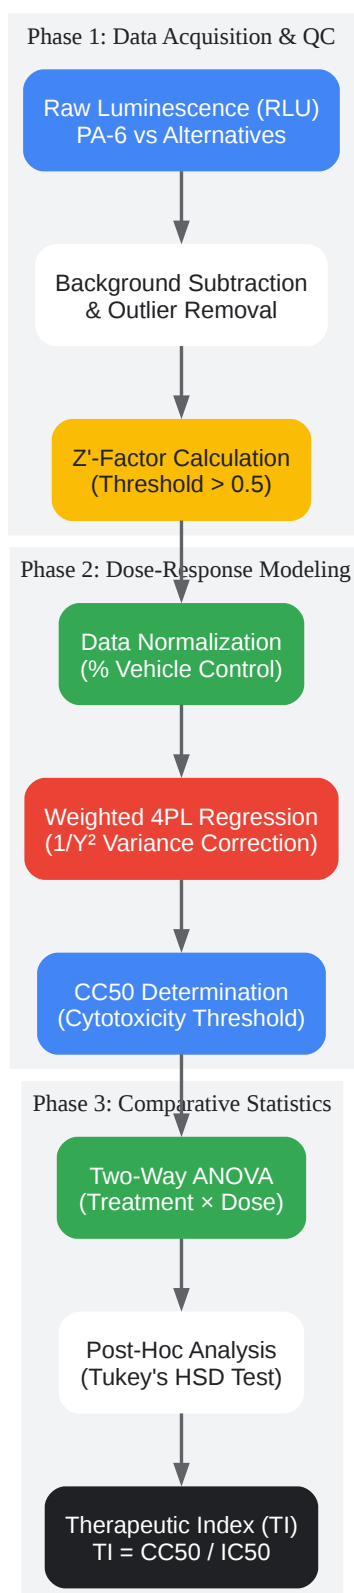 Phase 1: Data Acquisition & QC
Raw Luminescence (RLU)
PA-6 vs Alternatives
Background Subtraction
& Outlier Removal
Z'-Factor Calculation
(Threshold > 0.5)
Phase 2: Dose-Response Modeling
Data Normalization
(% Vehicle Control)
Weighted 4PL Regression
(1/Y² Variance Correction)
CC50 Determination
(Cytotoxicity Threshold)
Phase 3: Comparative Statistics
Two-Way ANOVA
(Treatment × Dose)
Post-Hoc Analysis
(Tukey's HSD Test)
Therapeutic Index (TI)
TI = CC50 / IC50